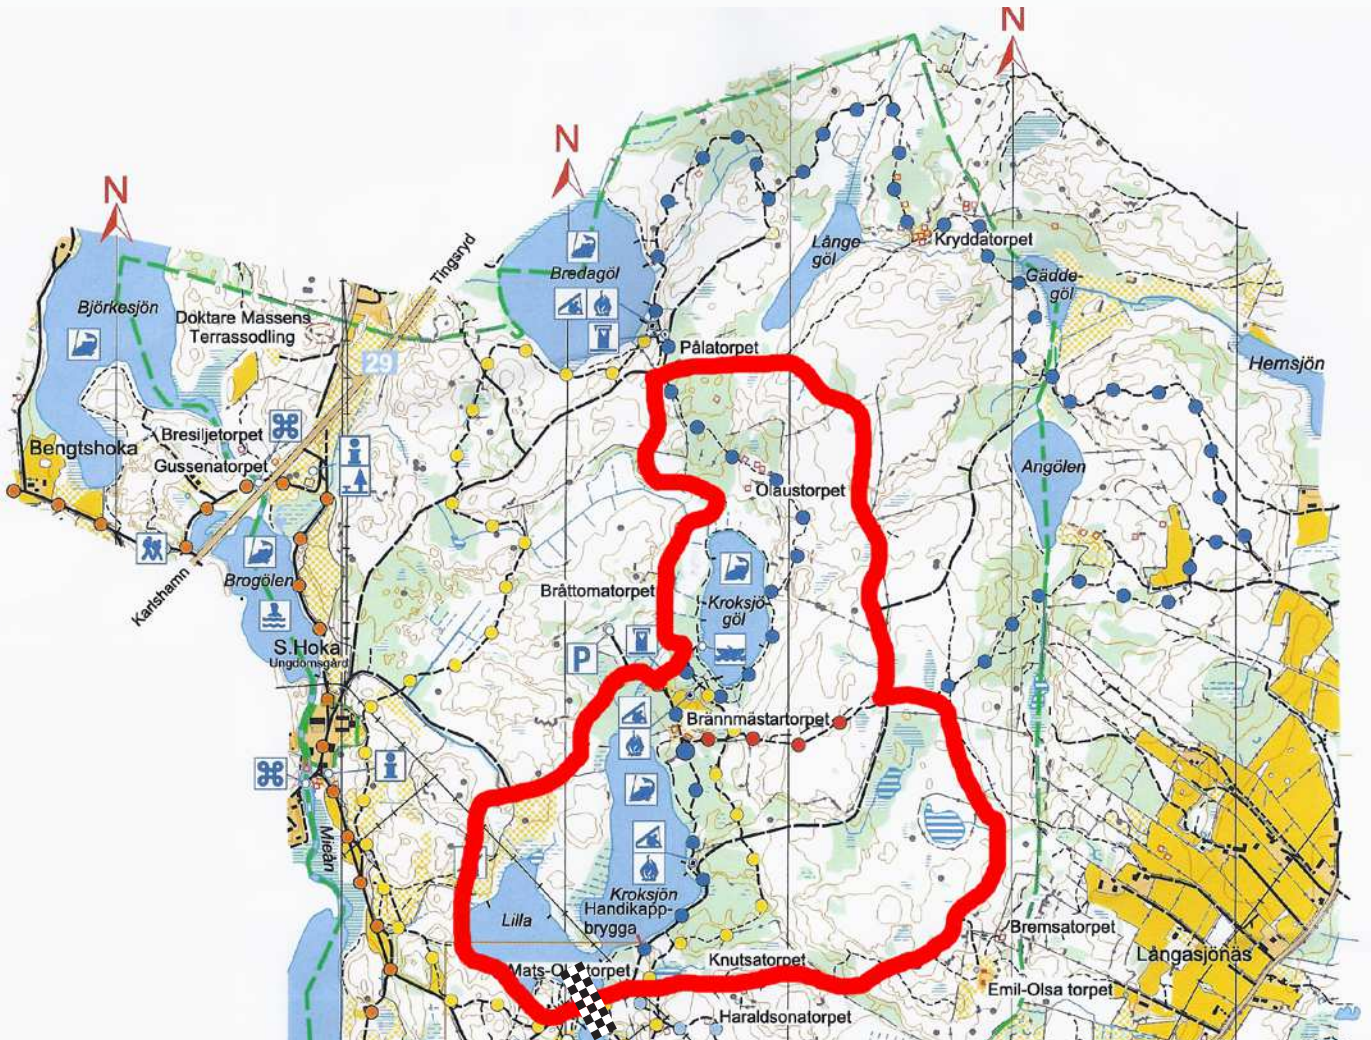 N
N
N
Tingsryd
Björkesjön
Doktare Massens
Terrassodling
Bredagöl
Långe
göl
Kryddatorpet
Gädde-
göl
Hemsjön
29
Pålatorpet
Bresiljetorpet
Bengtshoka
Gussenatorpet
Angölen
Olaustorpet
Karlshamn
Brogölen
Bråttomatorpet
Kroksjö-
göl
S.Hoka
Ungdomsgård
P
Brännmästartorpet
Mieån
Kroksjön
Lilla
Handikapp-
brygga
Bremsatorpet
Långasjönäs
Knutsatorpet
Emil-Olsa torpet
Haraldsonatorpet